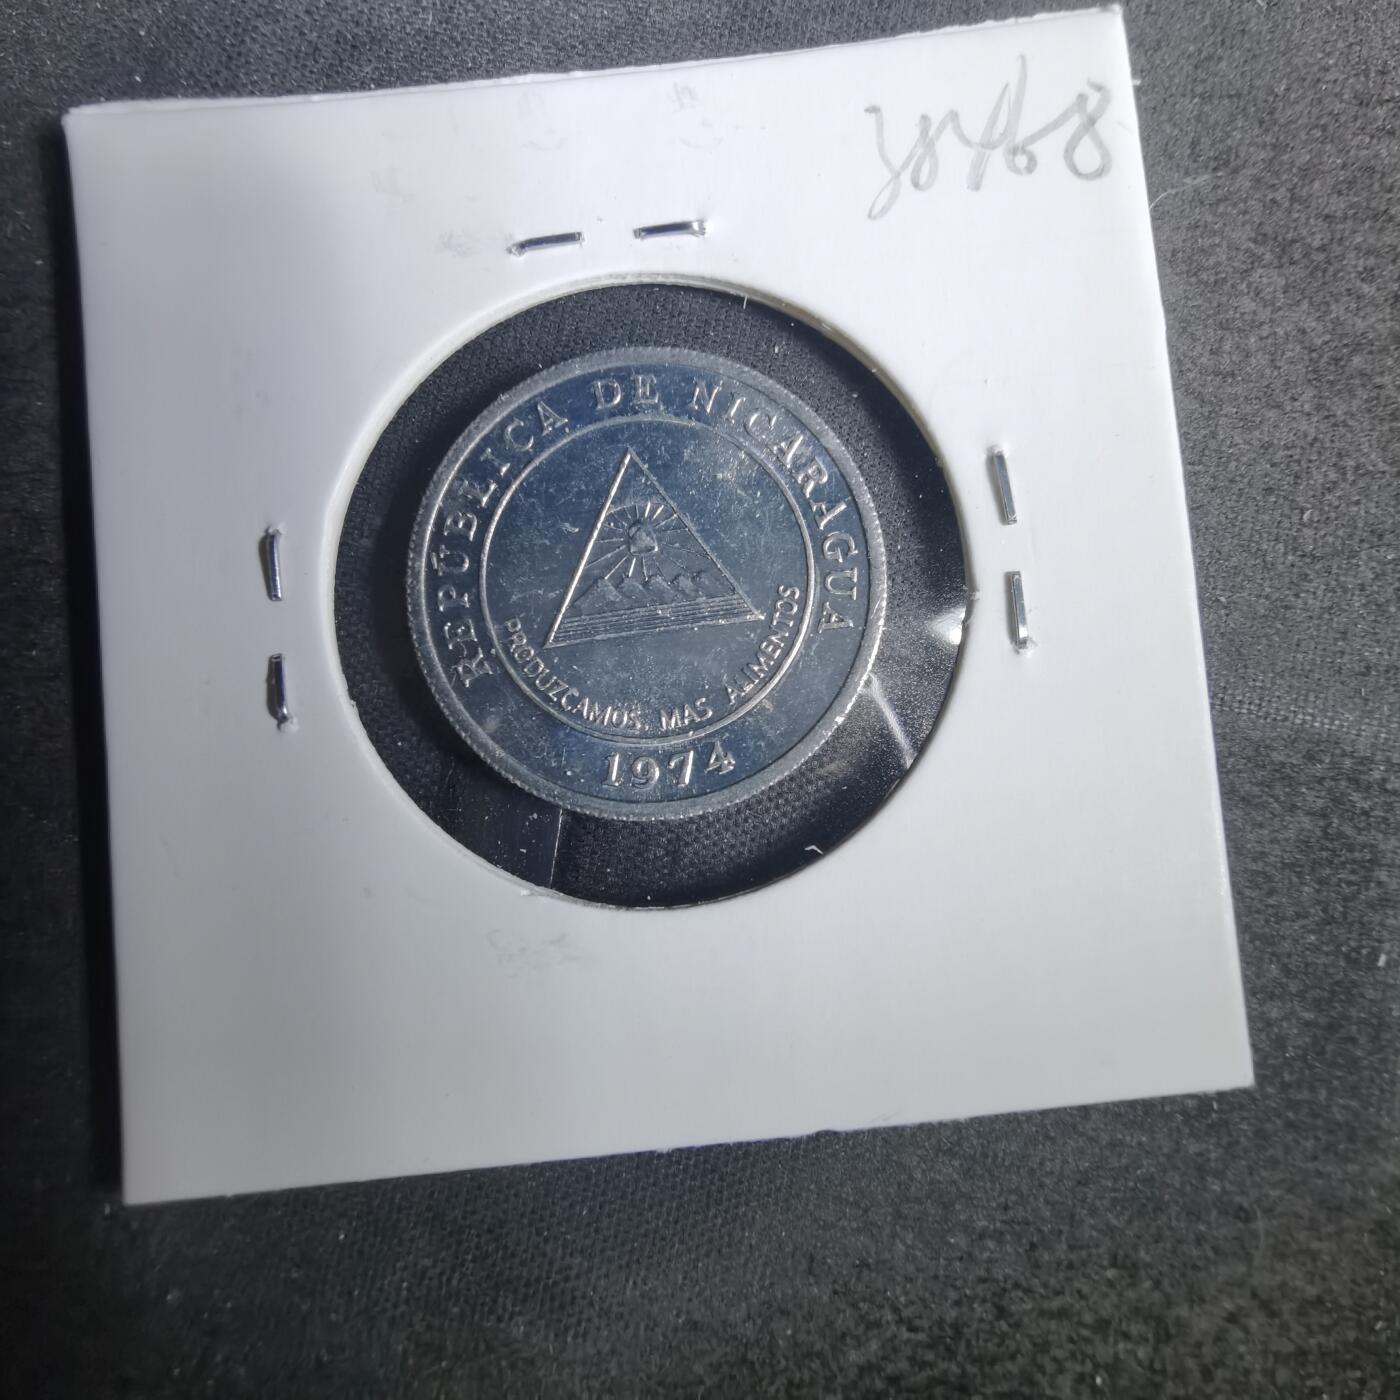 REPUBLICA DE NICARAGUA
PRODUZCAMOS MAS ALIMENTOS
1974